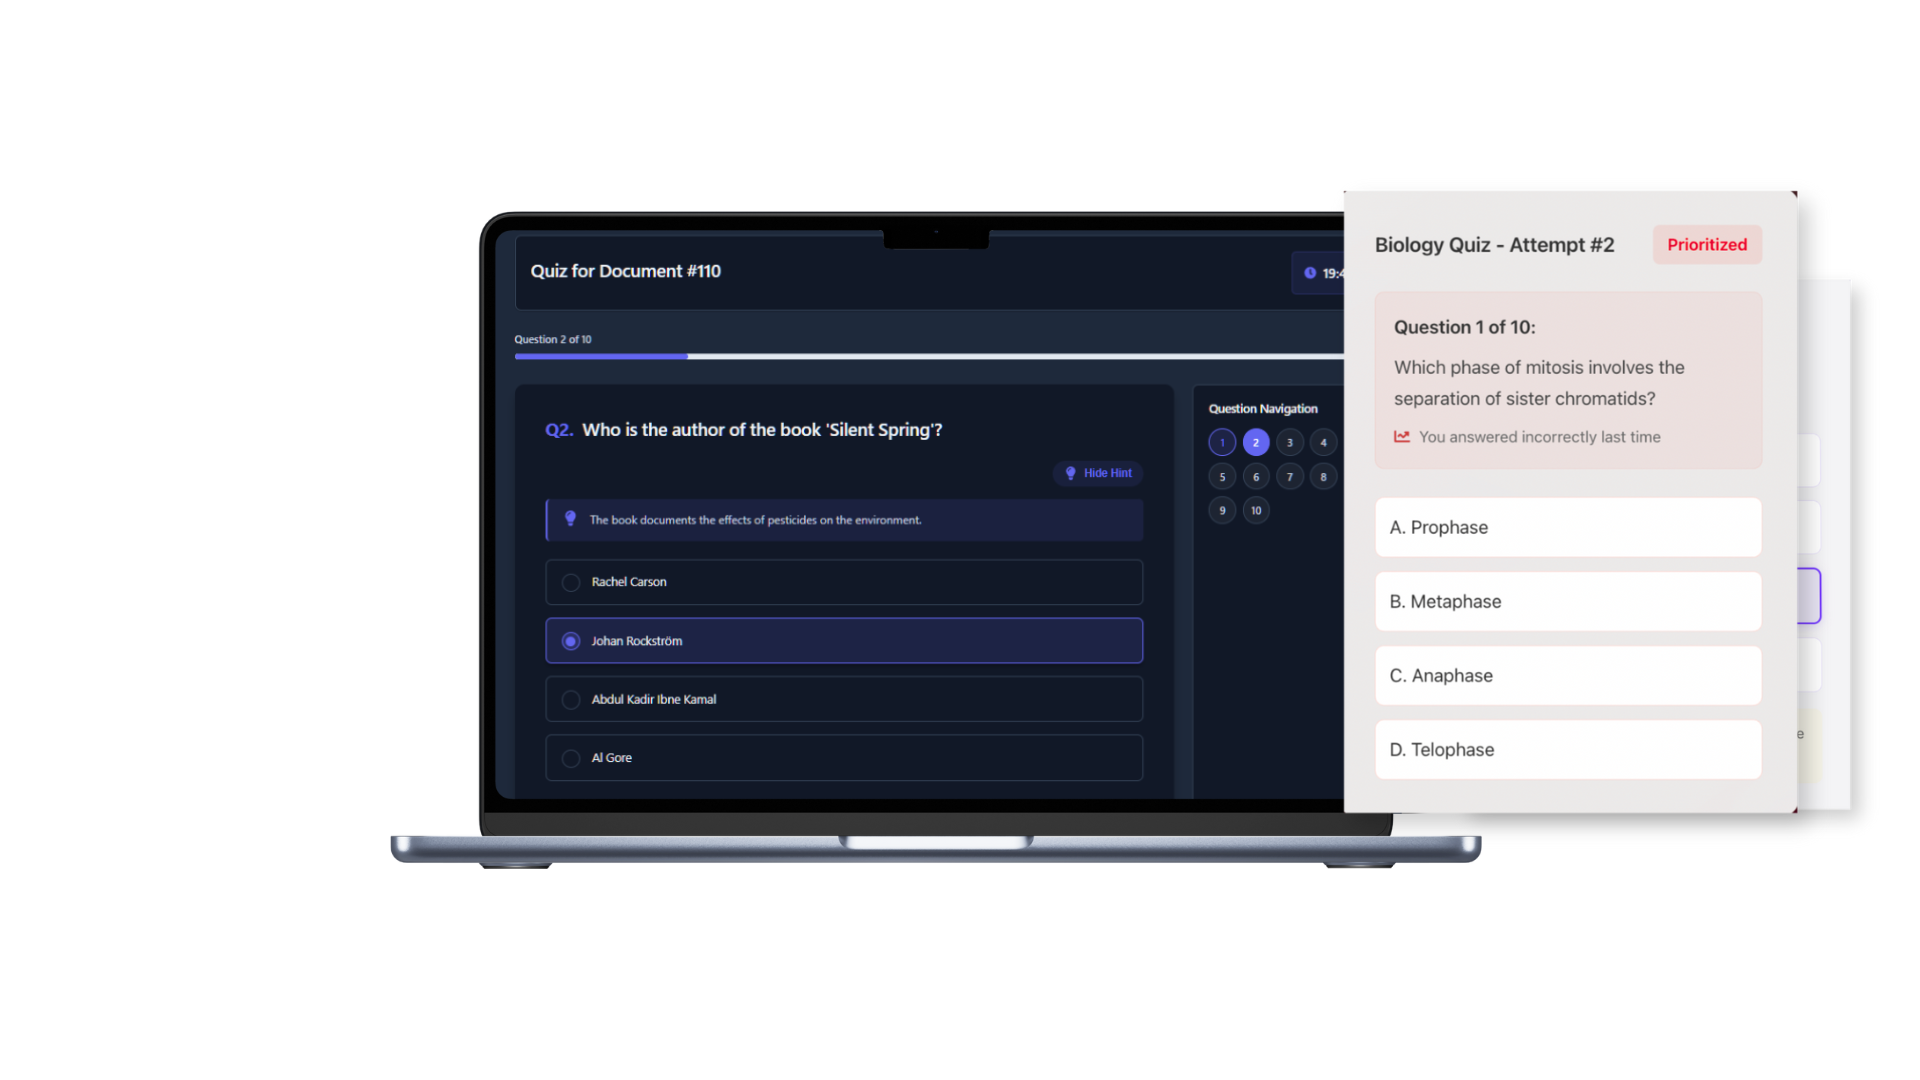 Quiz for Document #110
19:4
Question 2 of 10
Q2. Who is the author of the book 'Silent Spring'?
Hide Hint
The book documents the effects of pesticides on the environment.
Rachel Carson
Johan Rockström
Abdul Kadir Ibne Kamal
Al Gore
Question Navigation
1 2 3 4
5 6 7 8
9 10
Biology Quiz - Attempt #2
Prioritized
Question 1 of 10:
Which phase of mitosis involves the
separation of sister chromatids?
You answered incorrectly last time
A. Prophase
B. Metaphase
C. Anaphase
D. Telophase
e